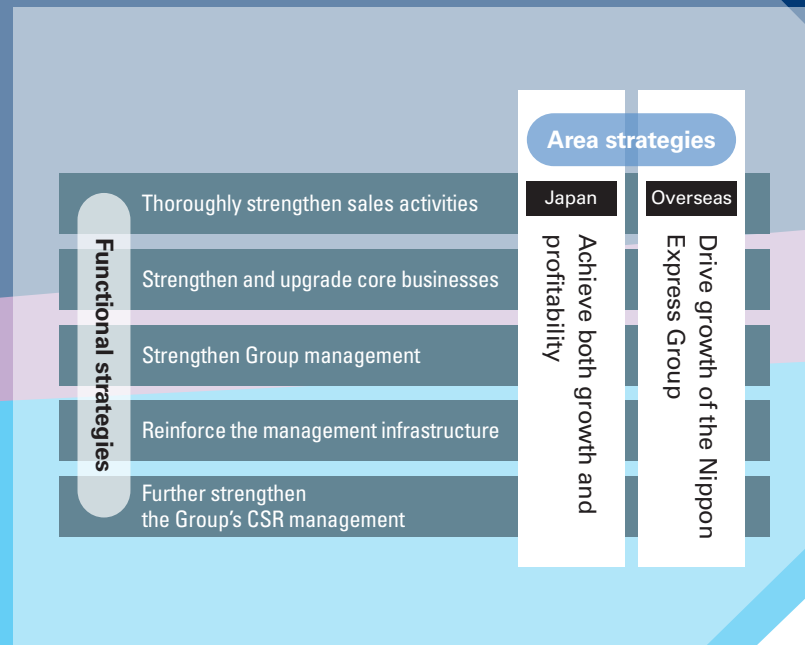 Area strategies
Japan
Overseas
Functional strategies
Thoroughly strengthen sales activities
Strengthen and upgrade core businesses
Strengthen Group management
Reinforce the management infrastructure
Further strengthen
the Group's CSR management
Achieve both growth and
profitability
Drive growth of the Nippon
Express Group